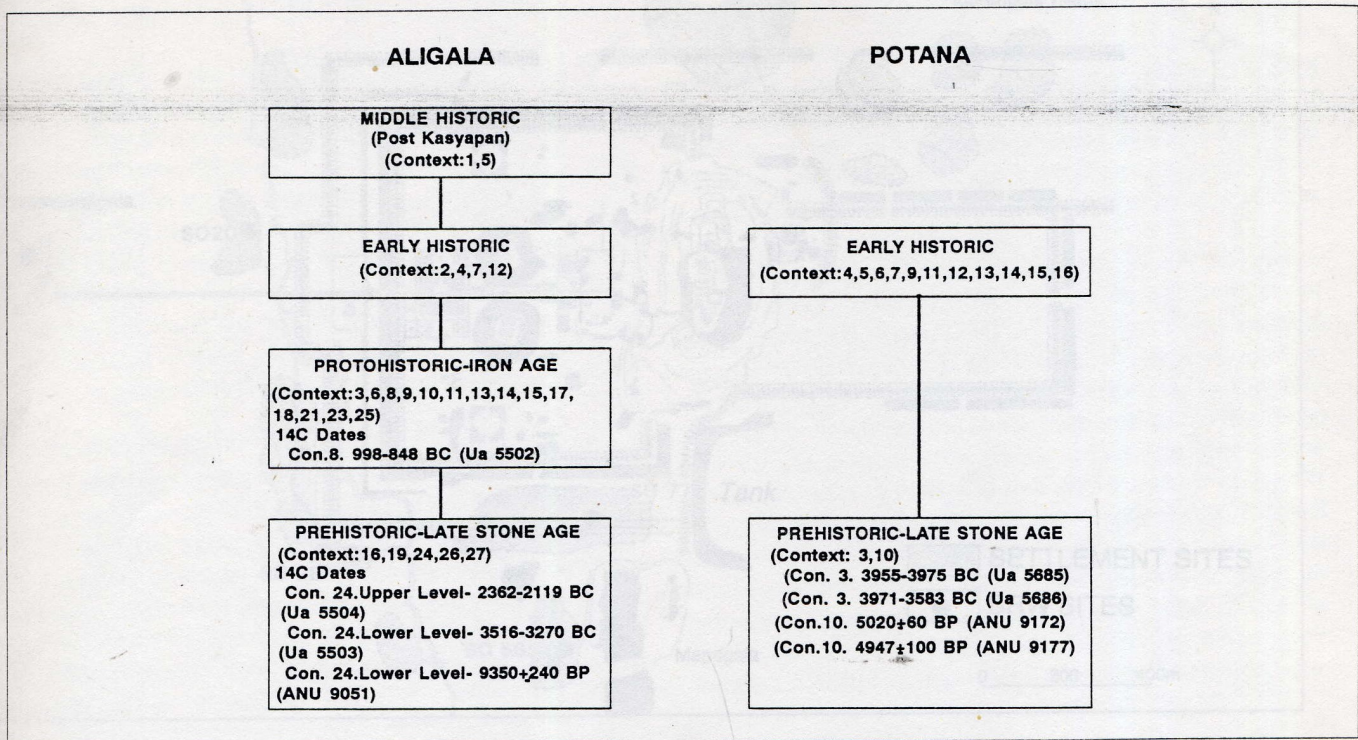 ALIGALA
MIDDLE HISTORIC
(Post Kasyapan)
(Context:1,5)
EARLY HISTORIC
(Context:2,4,7,12)
PROTOHISTORIC-IRON AGE
(Context:3,6,8,9,10,11,13,14,15,17,
18,21,23,25)
14C Dates
Con.8. 998-848 BC (Ua 5502)
PREHISTORIC-LATE STONE AGE
(Context:16,19,24,26,27)
14C Dates
Con. 24.Upper Level- 2362-2119 BC
(Ua 5504)
Con. 24.Lower Level- 3516-3270 BC
(Ua 5503)
Con. 24.Lower Level- 9350±240 BP
(ANU 9051)
POTANA
EARLY HISTORIC
(Context:4,5,6,7,9,11,12,13,14,15,16)
PREHISTORIC-LATE STONE AGE
(Context: 3,10)
(Con. 3. 3955-3975 BC (Ua 5685)
(Con. 3. 3971-3583 BC (Ua 5686)
(Con.10. 5020±60 BP (ANU 9172)
(Con.10. 4947±100 BP (ANU 9177)
Tank
SETTLEMENT SITES
SITES